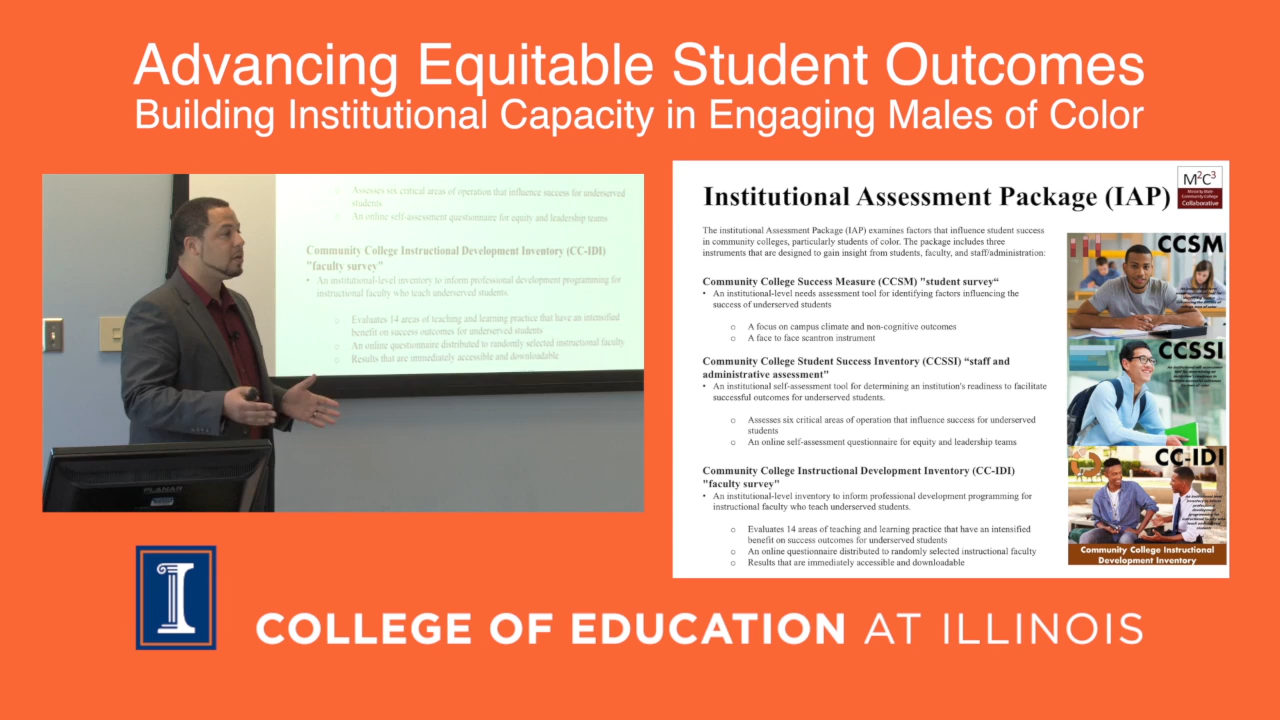 Advancing Equitable Student Outcomes
Building Institutional Capacity in Engaging Males of Color
Assesses six critical areas of operation that influence success for underserved
students
○ An online self-assessment questionnaire for equity and leadership teams
Community College Instructional Development Inventory (CC-IDI)
"faculty survey"
• An institutional-level inventory to inform professional development programming for
instructional faculty who teach underserved students.
○ Evaluates 14 areas of teaching and learning practice that have an intensified
benefit on success outcomes for underserved students
○ An online questionnaire distributed to randomly selected instructional faculty
○ Results that are immediately accessible and downloadable
PLANAR
Institutional Assessment Package (IAP)
M²C³
Minority Male
Community College
Collaborative
The institutional Assessment Package (IAP) examines factors that influence student success
in community colleges, particularly students of color. The package includes three
instruments that are designed to gain insight from students, faculty, and staff/administration:
Community College Success Measure (CCSM) "student survey“
• An institutional-level needs assessment tool for identifying factors influencing the
success of underserved students
○ A focus on campus climate and non-cognitive outcomes
○ A face to face scantron instrument
Community College Student Success Inventory (CCSSI) “staff and
administrative assessment"
• An institutional self-assessment tool for determining an institution's readiness to facilitate
successful outcomes for underserved students.
○ Assesses six critical areas of operation that influence success for underserved
students
○ An online self-assessment questionnaire for equity and leadership teams
Community College Instructional Development Inventory (CC-IDI)
"faculty survey"
• An institutional-level inventory to inform professional development programming for
instructional faculty who teach underserved students.
○ Evaluates 14 areas of teaching and learning practice that have an intensified
benefit on success outcomes for underserved students
○ An online questionnaire distributed to randomly selected instructional faculty
○ Results that are immediately accessible and downloadable
CCSM
CCSSI
CC-IDI
Community College Instructional
Development Inventory
I
COLLEGE OF EDUCATION AT ILLINOIS